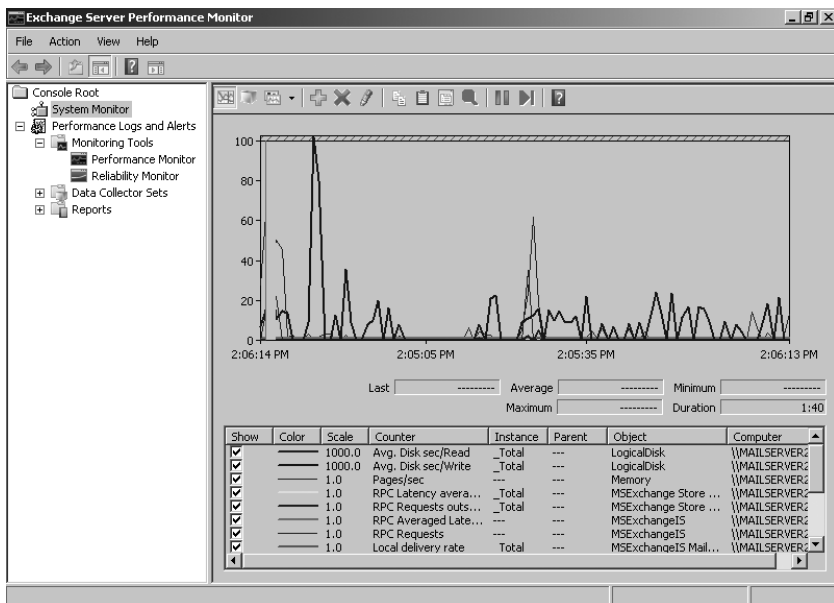 Exchange Server Performance Monitor
File Action View Help
Console Root
System Monitor
Performance Logs and Alerts
Monitoring Tools
Performance Monitor
Reliability Monitor
Data Collector Sets
Reports
100
80
60
40
20
0
2:06:14 PM 2:05:05 PM 2:05:35 PM 2:06:13 PM
Last --------- Average --------- Minimum ---------
Maximum --------- Duration 1:40
Show Color Scale Counter Instance Parent Object Computer
1000.0 Avg. Disk sec/Read _Total --- LogicalDisk \\MAILSERVER2
1000.0 Avg. Disk sec/Write _Total --- LogicalDisk \\MAILSERVER2
1.0 Pages/sec --- --- Memory \\MAILSERVER2
1.0 RPC Latency avera... _Total --- MSExchange Store ... \\MAILSERVER2
1.0 RPC Requests outs... _Total --- MSExchange Store ... \\MAILSERVER2
1.0 RPC Averaged Late... --- --- MSExchangeIS \\MAILSERVER2
1.0 RPC Requests --- --- MSExchangeIS \\MAILSERVER2
1.0 Local delivery rate _Total --- MSExchangeIS Mail... \\MAILSERVER2